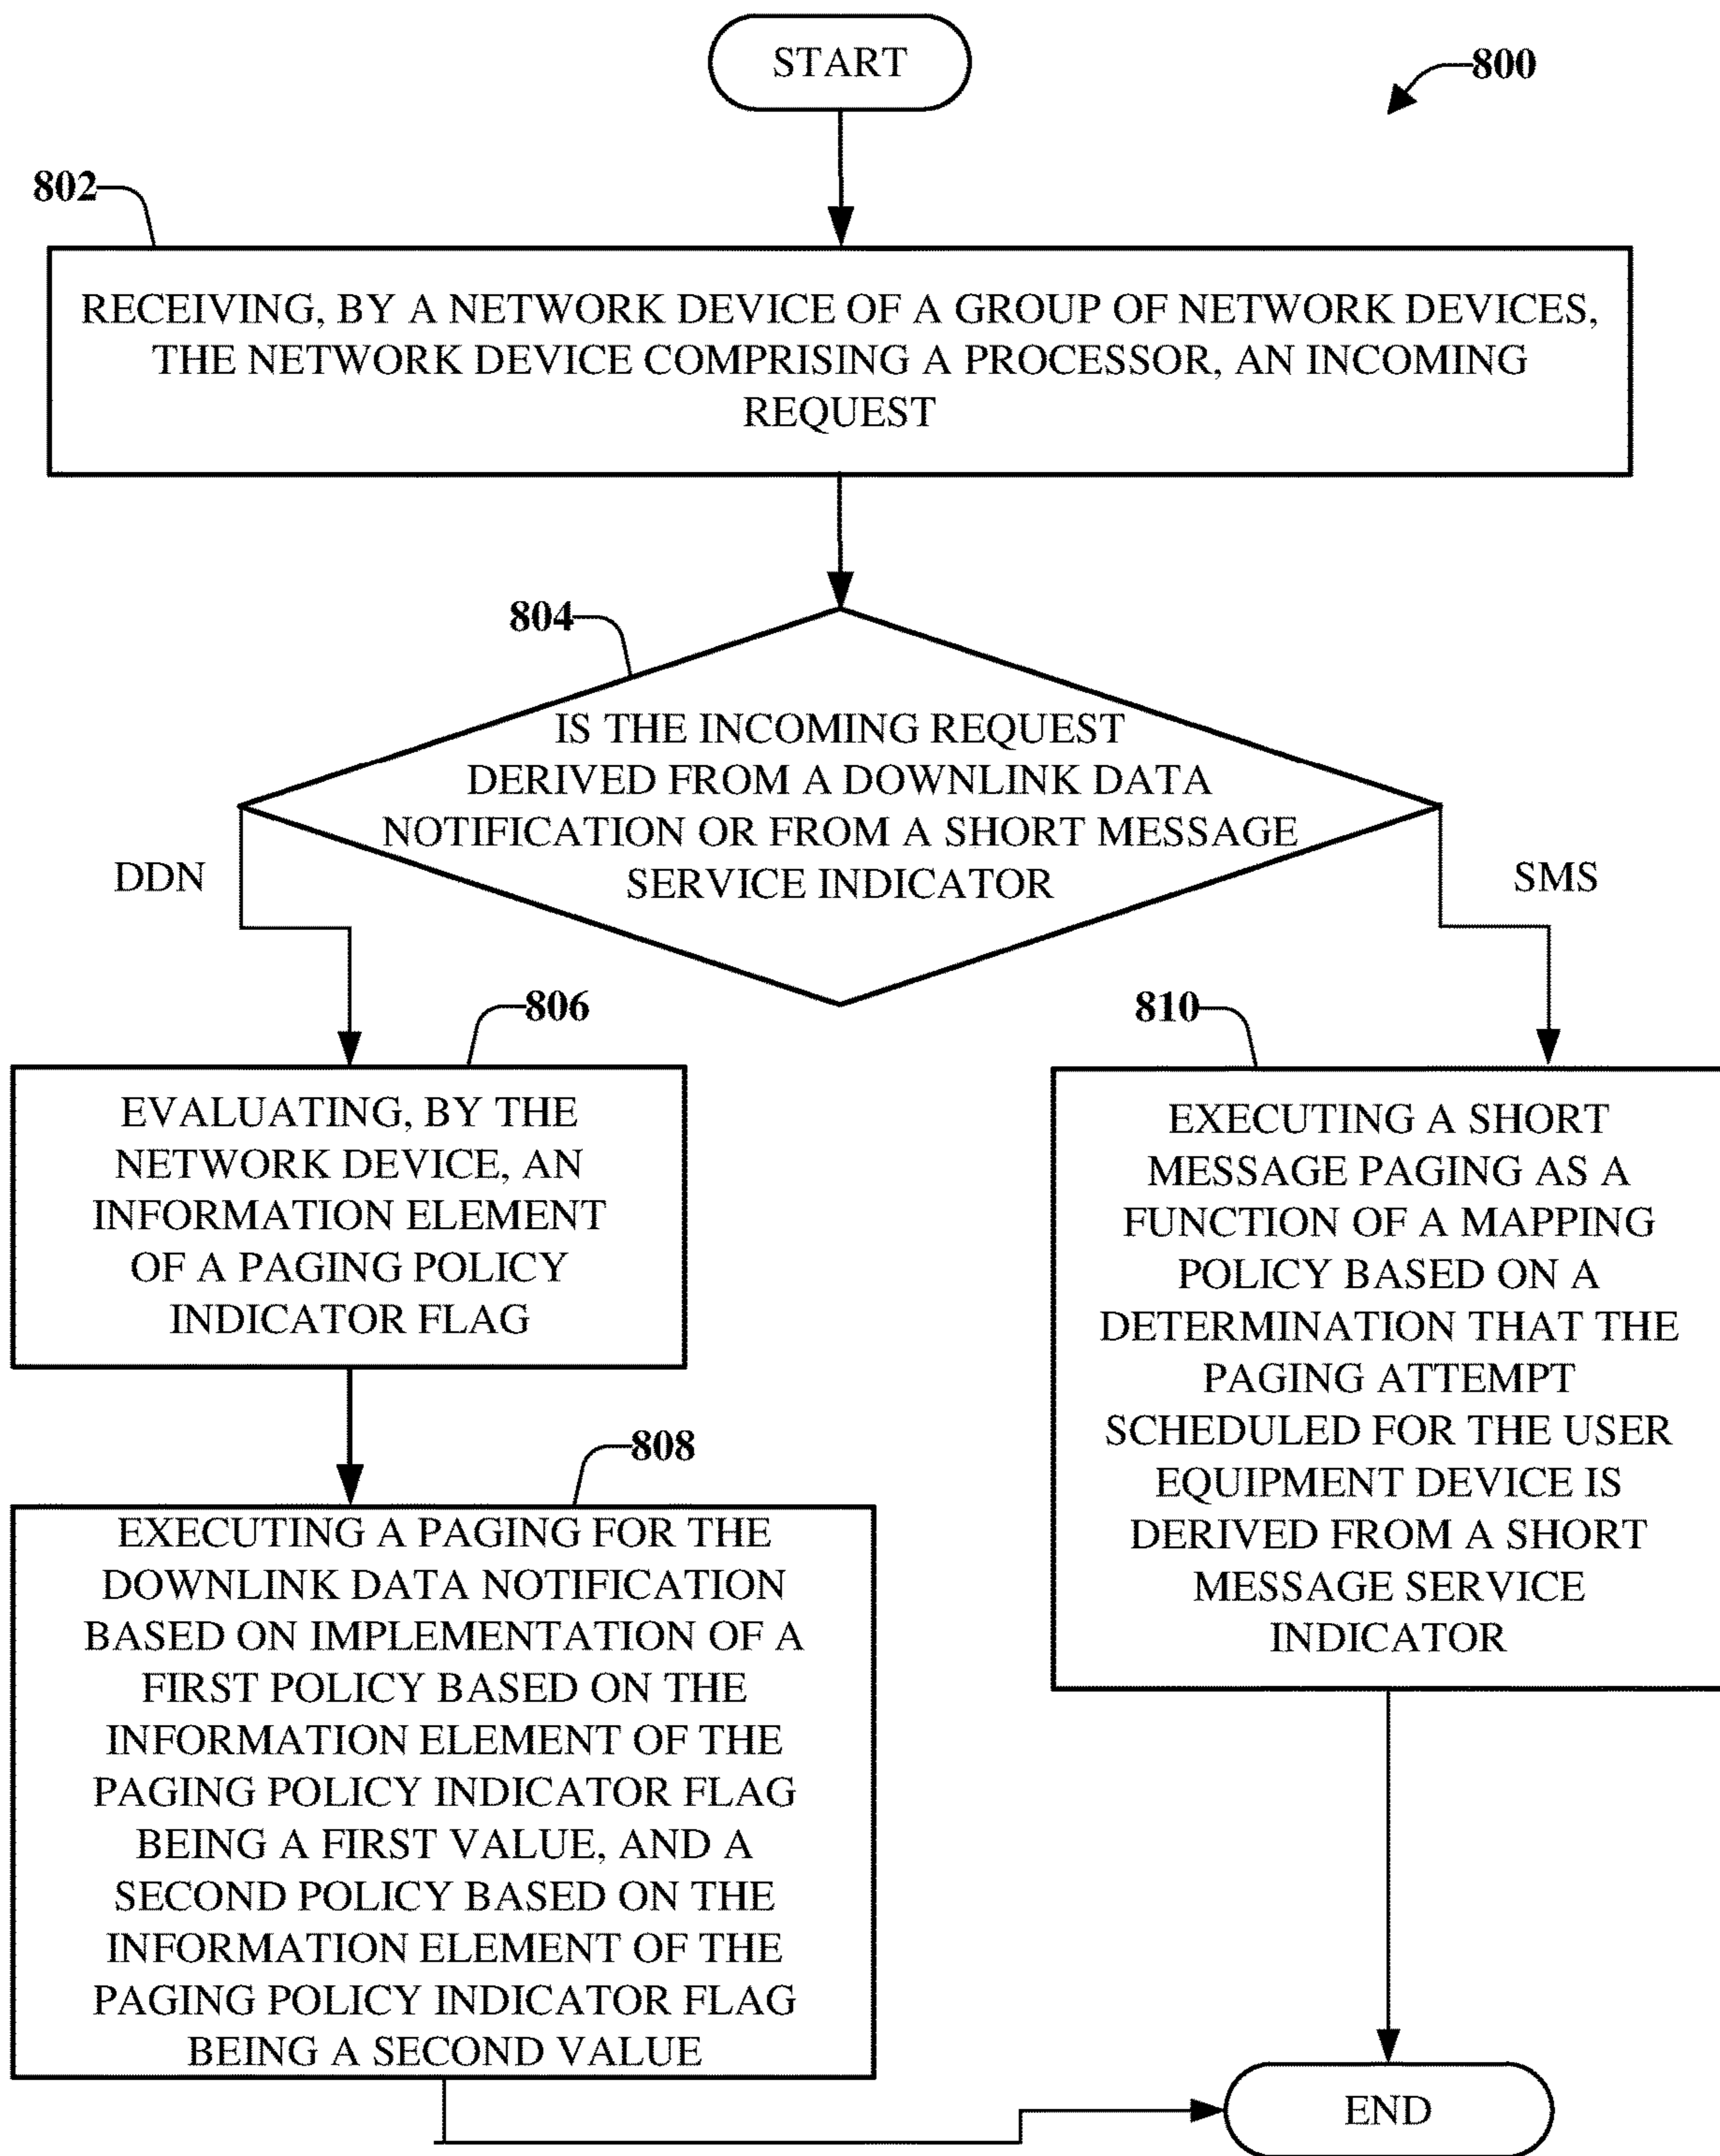 START
800
802
RECEIVING, BY A NETWORK DEVICE OF A GROUP OF NETWORK DEVICES,
THE NETWORK DEVICE COMPRISING A PROCESSOR, AN INCOMING
REQUEST
804
IS THE INCOMING REQUEST
DERIVED FROM A DOWNLINK DATA
NOTIFICATION OR FROM A SHORT MESSAGE
SERVICE INDICATOR
DDN
SMS
806
EVALUATING, BY THE
NETWORK DEVICE, AN
INFORMATION ELEMENT
OF A PAGING POLICY
INDICATOR FLAG
808
EXECUTING A PAGING FOR THE
DOWNLINK DATA NOTIFICATION
BASED ON IMPLEMENTATION OF A
FIRST POLICY BASED ON THE
INFORMATION ELEMENT OF THE
PAGING POLICY INDICATOR FLAG
BEING A FIRST VALUE, AND A
SECOND POLICY BASED ON THE
INFORMATION ELEMENT OF THE
PAGING POLICY INDICATOR FLAG
BEING A SECOND VALUE
810
EXECUTING A SHORT
MESSAGE PAGING AS A
FUNCTION OF A MAPPING
POLICY BASED ON A
DETERMINATION THAT THE
PAGING ATTEMPT
SCHEDULED FOR THE USER
EQUIPMENT DEVICE IS
DERIVED FROM A SHORT
MESSAGE SERVICE
INDICATOR
END